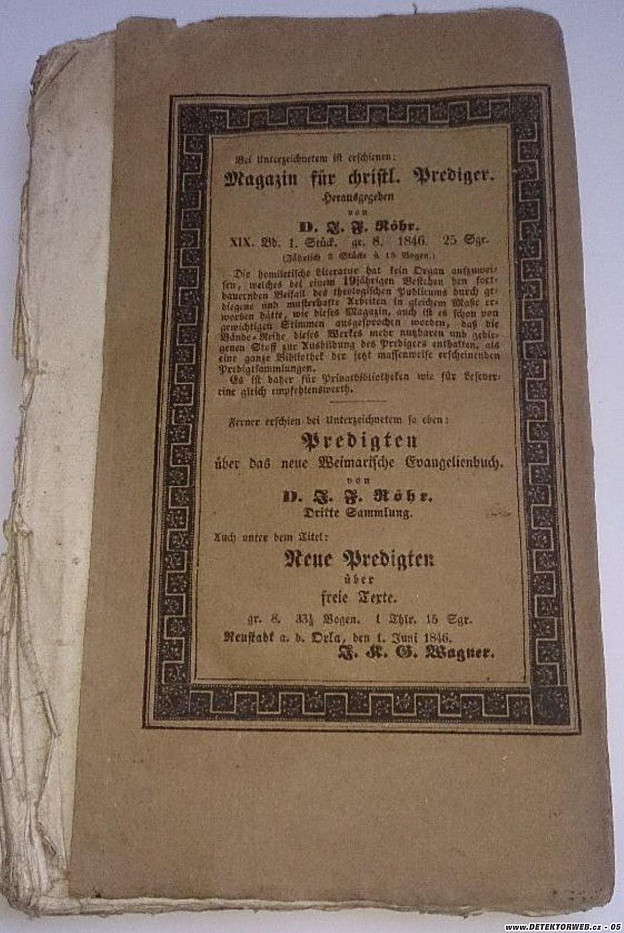 Bei Unterzeichnetem ist erschienen:
Magazin für christl. Prediger.
Herausgegeben
von
D. J. F. Röhr.
XIX. Bd. 1. Stück. gr. 8. 1846. 25 Sgr.
(Jährlich 2 Stücke à 15 Bogen.)
Die homiletische Literatur hat kein Organ aufzuwei-
sen, welches bei einem 19jährigen Bestehen den fort-
dauernden Beifall des theologischen Publicums durch ge-
diegene und musterhafte Arbeiten in gleichem Maße er-
worben hätte, wie dieses Magazin, auch ist es schon von
gewichtigen Stimmen ausgesprochen worden, daß die
Bände-Reihe dieses Werkes mehr nutzbaren und gedie-
genen Stoff zur Ausbildung des Predigers enthalten, als
eine ganze Bibliothek der jetzt massenweise erscheinenden
Predigtsammlungen.
Es ist daher für Privatbibliotheken wie für Lesever-
eine gleich empfehlenswerth.
Ferner erschien bei Unterzeichnetem so eben:
Predigten
über das neue Weimarische Evangelienbuch.
von
D. J. F. Röhr.
Dritte Sammlung.
Auch unter dem Titel:
Neue Predigten
über
freie Texte.
gr. 8. 33½ Bogen. 1 Thlr. 15 Sgr.
Neustadt a. d. Orla, den 1. Juni 1846.
J. K. G. Wagner.
www.DETEKTORWEB.cz - 05